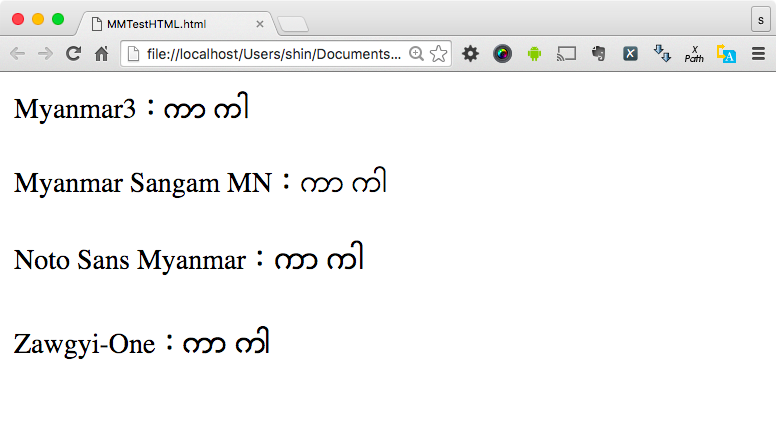 MMTestHTML.html
s
file://localhost/Users/shin/Documents...
X Path
Myanmar3：ကာ ကါ
Myanmar Sangam MN：ကာ ကါ
Noto Sans Myanmar：ကာ ကါ
Zawgyi-One：ကာ ကါ